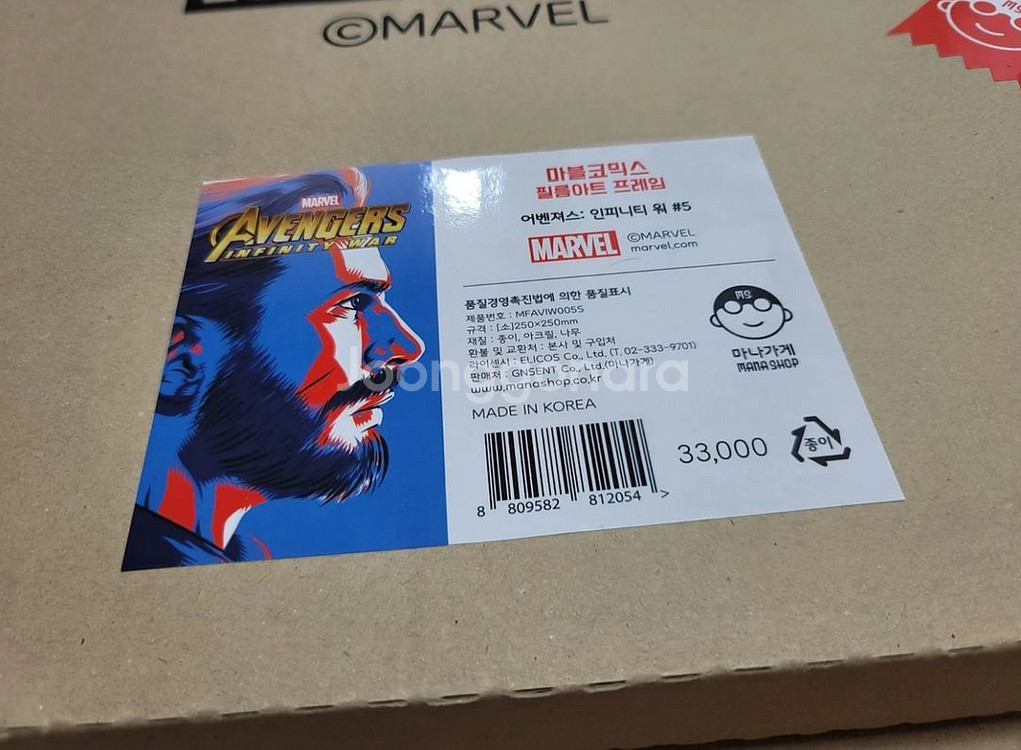 ©MARVEL
MARVEL
AVENGERS
INFINITY WAR
마블코믹스
필름아트 프레임
어벤져스: 인피니티 워 #5
MARVEL
©MARVEL
marvel.com
품질경영촉진법에 의한 품질표시
제품번호 : MFAVIW005S
규격 : [소]250×250mm
재질 : 종이, 아크릴, 나무
환불 및 교환처 : 본사 및 구입처
라이센시 : ELICOS Co., Ltd. (T. 02-333-9701)
판매처 : GNSENT Co., Ltd.(마나가게)
www.manashop.co.kr
MADE IN KOREA
MS
마나가게
MANASHOP
8 809582 812054 >
33,000
종이
MS
Joonggonara